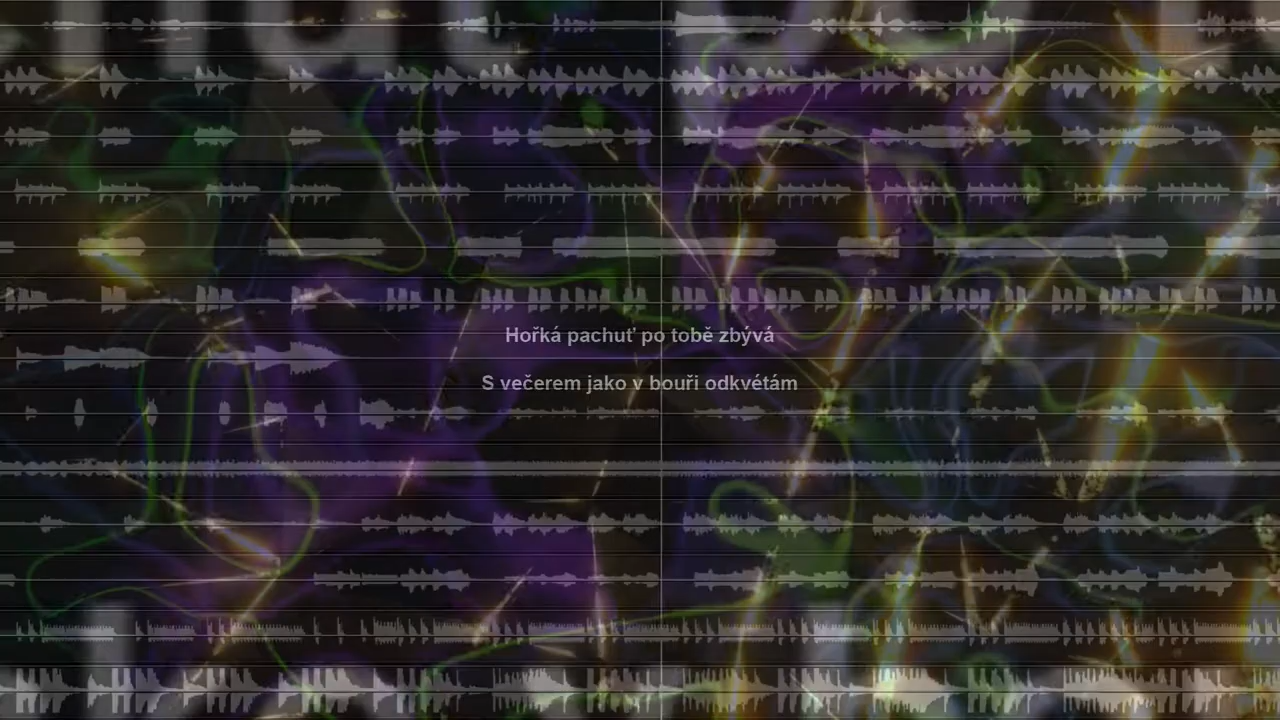 Hořká pachuť po tobě zbývá
S večerem jako v bouři odkvétám